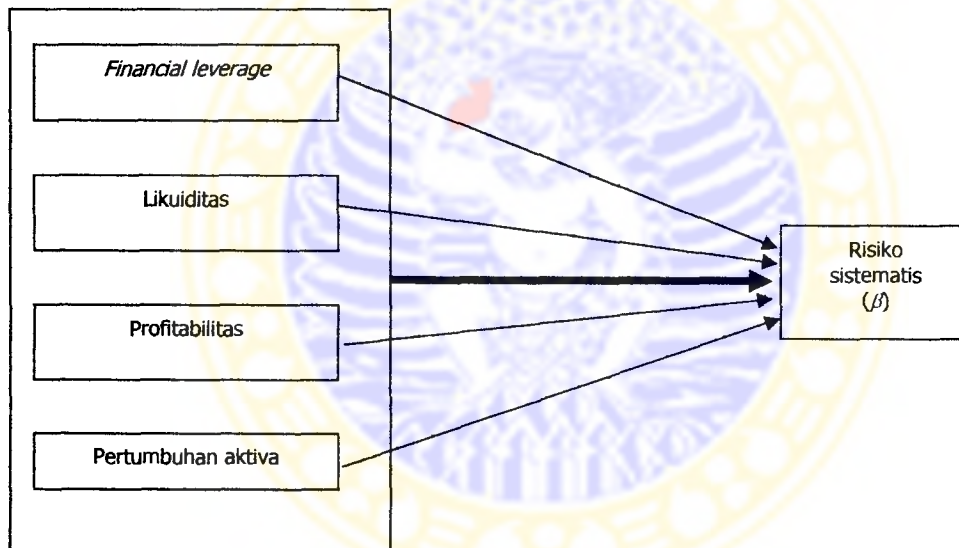 Financial leverage
Likuiditas
Profitabilitas
Pertumbuhan aktiva
Risiko
sistematis
(β)